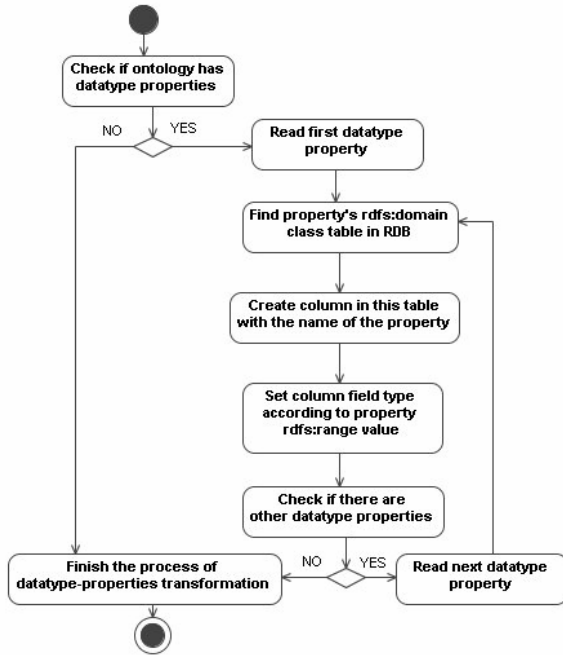 Check if ontology has
datatype properties
NO
YES
Read first datatype
property
Find property's rdfs:domain
class table in RDB
Create column in this table
with the name of the property
Set column field type
according to property
rdfs:range value
Check if there are
other datatype properties
NO
YES
Finish the process of
datatype-properties transformation
Read next datatype
property